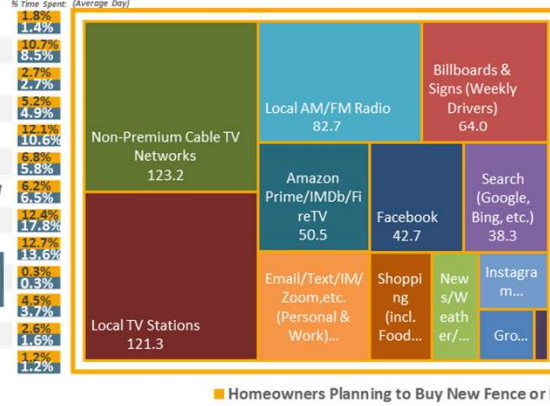 % Time Spent: (Average Day)
1.8%
1.4%
10.7%
8.5%
2.7%
2.7%
5.2%
4.9%
12.1%
10.6%
6.8%
5.8%
6.2%
6.5%
12.4%
17.8%
12.7%
13.6%
0.3%
0.3%
4.5%
3.7%
2.6%
1.6%
1.2%
1.2%
Non-Premium Cable TV
Networks
123.2
Local AM/FM Radio
82.7
Billboards &
Signs (Weekly
Drivers)
64.0
Amazon
Prime/IMDb/Fi
reTV
50.5
Facebook
42.7
Search
(Google,
Bing, etc.)
38.3
Local TV Stations
121.3
Email/Text/IM/
Zoom,etc.
(Personal &
Work)...
Shoppi
ng
(incl.
Food...
New
s/W
eath
er/...
Instagra
m...
Gro...
Homeowners Planning to Buy New Fence or